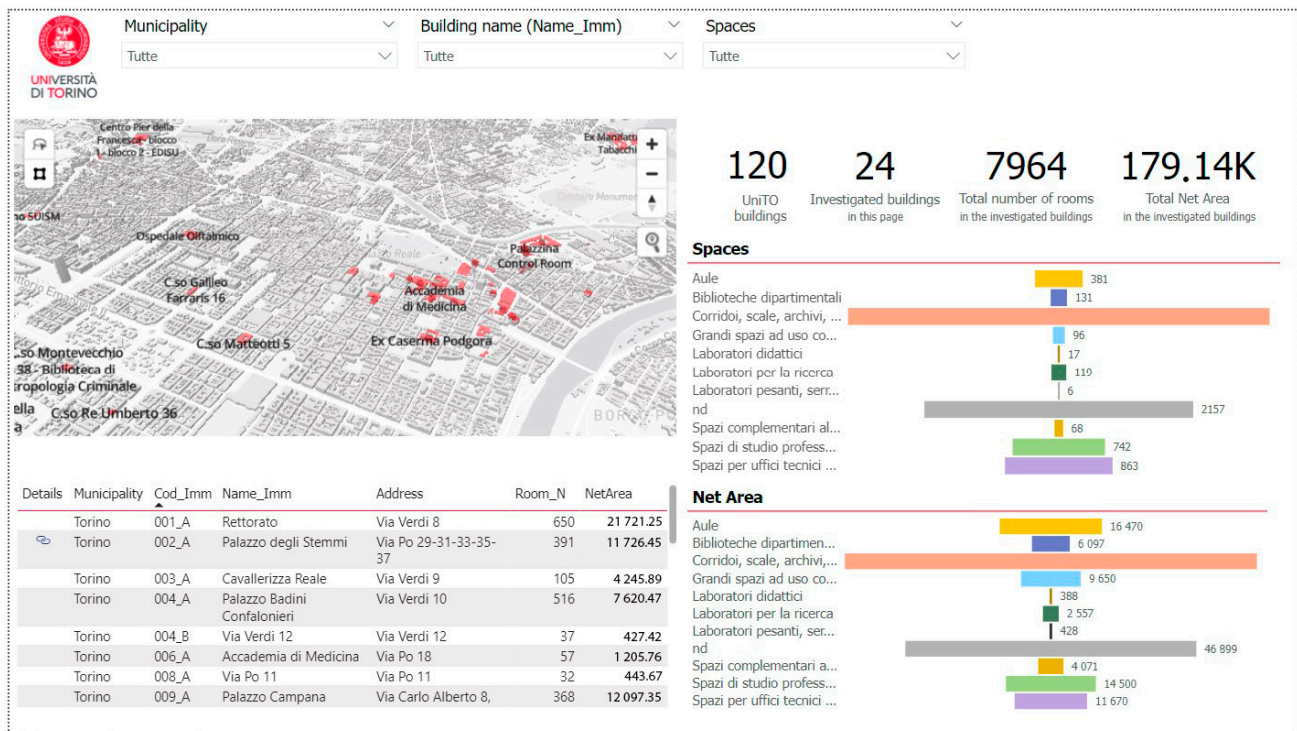 Municipality
Building name (Name_Imm)
Spaces
Tutte
Tutte
Tutte
UNIVERSITÀ
DI TORINO
Centro Pier della
Francesca - blocco
1 - blocco 2 - EDISU
Ex Manifatt
Tabacchi
no SUISM
Ospedale Oftalmico
Palazzina
Control Room
C.so Galileo
Ferraris 16
Accademia
di Medicina
C.so Matteotti 5
Ex Caserma Podgora
C.so Montevecchio
38 - Biblioteca di
tropologia Criminale
ella
C.so Re Umberto 36
a
120
UniTO
buildings
24
Investigated buildings
in this page
7964
Total number of rooms
in the investigated buildings
179.14K
Total Net Area
in the investigated buildings
Spaces
Aule 381
Biblioteche dipartimentali 131
Corridoi, scale, archivi, ...
Grandi spazi ad uso co... 96
Laboratori didattici 17
Laboratori per la ricerca 119
Laboratori pesanti, serr... 6
nd 2157
Spazi complementari al... 68
Spazi di studio profess... 742
Spazi per uffici tecnici ... 863
Details Municipality Cod_Imm Name_Imm Address Room_N NetArea
Torino 001_A Rettorato Via Verdi 8 650 21 721.25
Torino 002_A Palazzo degli Stemmi Via Po 29-31-33-35-
37 391 11 726.45
Torino 003_A Cavallerizza Reale Via Verdi 9 105 4 245.89
Torino 004_A Palazzo Badini
Confalonieri Via Verdi 10 516 7 620.47
Torino 004_B Via Verdi 12 Via Verdi 12 37 427.42
Torino 006_A Accademia di Medicina Via Po 18 57 1 205.76
Torino 008_A Via Po 11 Via Po 11 32 443.67
Torino 009_A Palazzo Campana Via Carlo Alberto 8, 368 12 097.35
Net Area
Aule 16 470
Biblioteche dipartimen... 6 097
Corridoi, scale, archivi,...
Grandi spazi ad uso co... 9 650
Laboratori didattici 388
Laboratori per la ricerca 2 557
Laboratori pesanti, ser... 428
nd 46 899
Spazi complementari a... 4 071
Spazi di studio profess... 14 500
Spazi per uffici tecnici ... 11 670